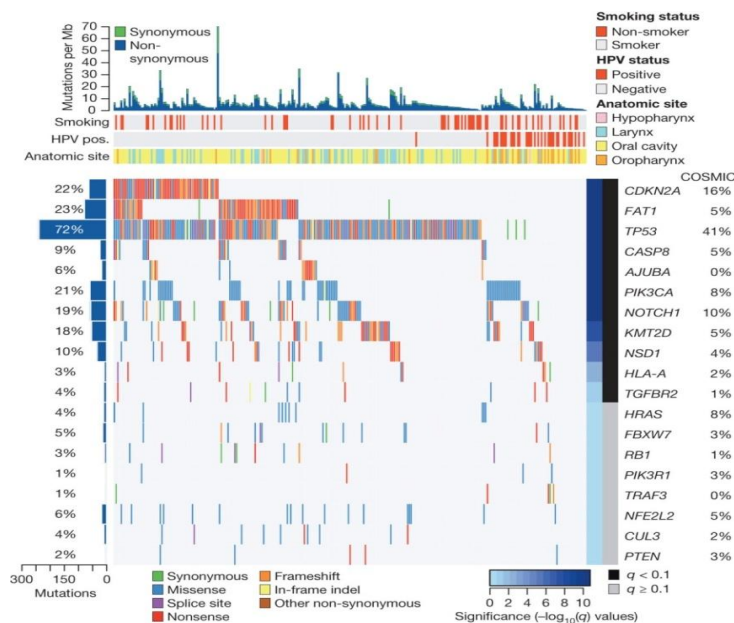 Mutations per Mb
70
60
50
40
30
20
10
0
Synonymous
Non-
synonymous
Smoking status
Non-smoker
Smoker
HPV status
Positive
Negative
Anatomic site
Hypopharynx
Larynx
Oral cavity
Oropharynx
Smoking
HPV pos.
Anatomic site
COSMIC
22% CDKN2A 16%
23% FAT1 5%
72% TP53 41%
9% CASP8 5%
6% AJUBA 0%
21% PIK3CA 8%
19% NOTCH1 10%
18% KMT2D 5%
10% NSD1 4%
3% HLA-A 2%
4% TGFBR2 1%
4% HRAS 8%
5% FBXW7 3%
3% RB1 1%
1% PIK3R1 3%
1% TRAF3 0%
6% NFE2L2 5%
4% CUL3 2%
2% PTEN 3%
300 150 0
Mutations
Synonymous
Missense
Splice site
Nonsense
Frameshift
In-frame indel
Other non-synonymous
0 2 4 6 8 10
Significance (–log10(q) values)
q < 0.1
q ≥ 0.1